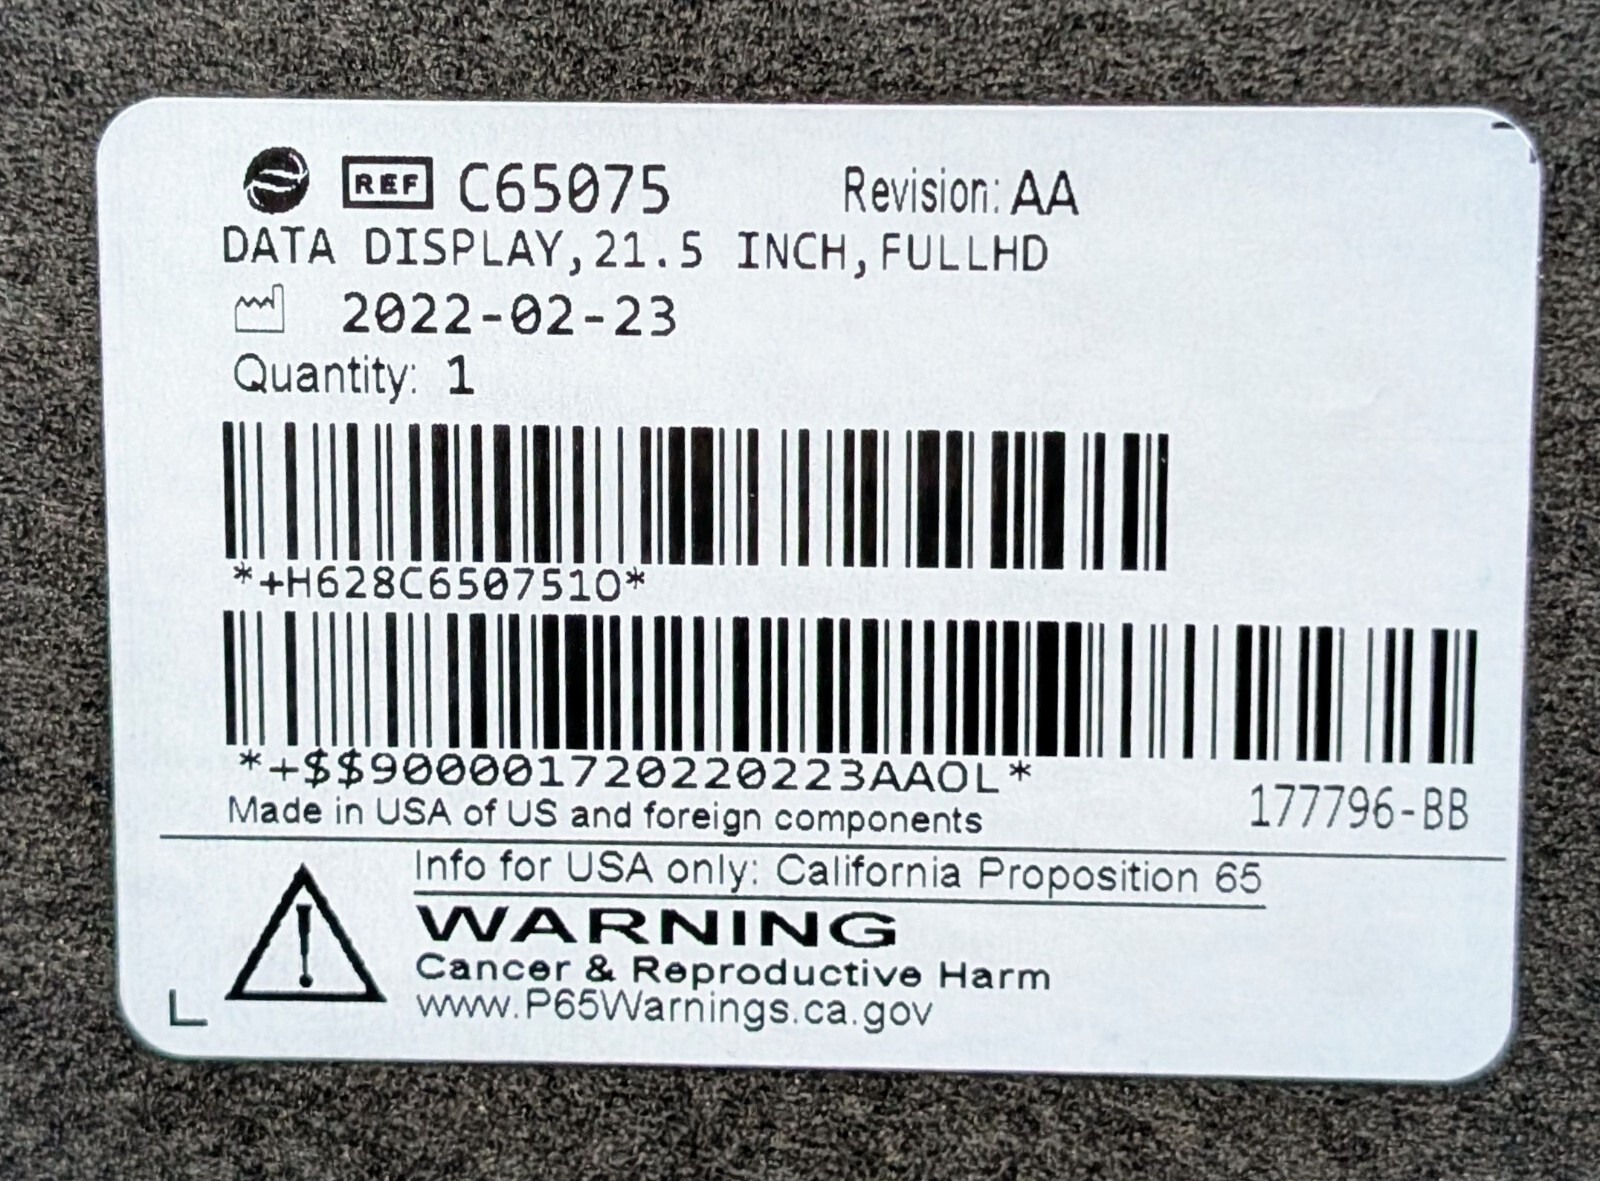 REF C65075 Revision: AA
DATA DISPLAY,21.5 INCH,FULLHD
2022-02-23
Quantity: 1
*+H628C6507510*
*+$$900001720220223AA0L*
Made in USA of US and foreign components
177796-BB
Info for USA only: California Proposition 65
WARNING
Cancer & Reproductive Harm
www.P65Warnings.ca.gov